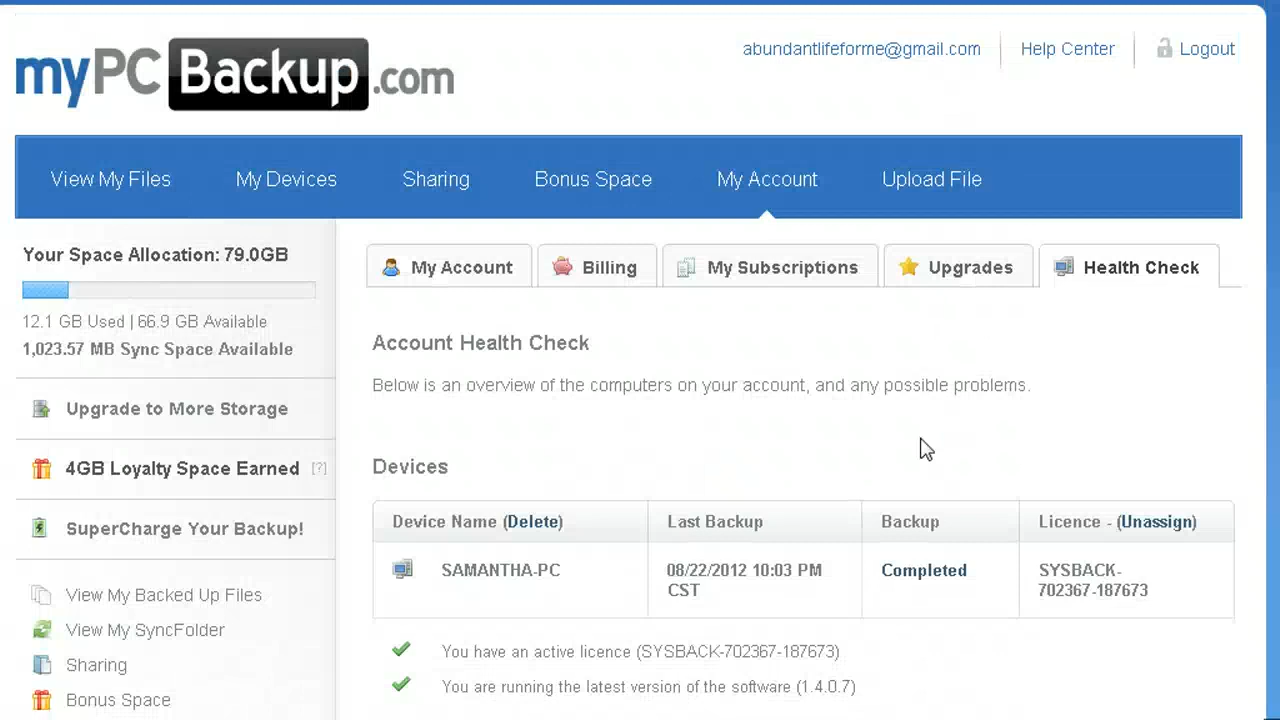 myPCBackup.com
abundantlifeforme@gmail.com
Help Center
Logout
View My Files
My Devices
Sharing
Bonus Space
My Account
Upload File
Your Space Allocation: 79.0GB
12.1 GB Used | 66.9 GB Available
1,023.57 MB Sync Space Available
Upgrade to More Storage
4GB Loyalty Space Earned [?]
SuperCharge Your Backup!
View My Backed Up Files
View My SyncFolder
Sharing
Bonus Space
My Account
Billing
My Subscriptions
Upgrades
Health Check
Account Health Check
Below is an overview of the computers on your account, and any possible problems.
Devices
Device Name (Delete)
Last Backup
Backup
Licence - (Unassign)
SAMANTHA-PC
08/22/2012 10:03 PM
CST
Completed
SYSBACK-
702367-187673
You have an active licence (SYSBACK-702367-187673)
You are running the latest version of the software (1.4.0.7)